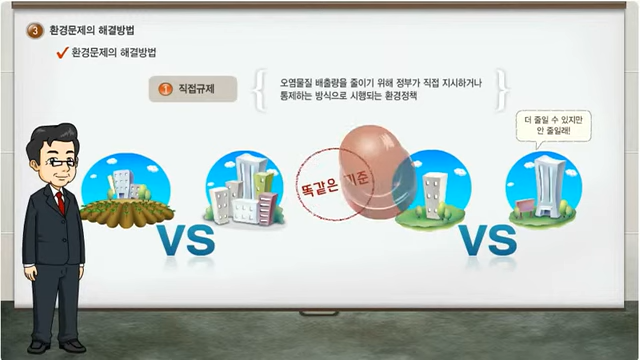 3 환경문제의 해결방법
환경문제의 해결방법
1 직접규제
오염물질 배출량을 줄이기 위해 정부가 직접 지시하거나
통제하는 방식으로 시행되는 환경정책
더 줄일 수 있지만
안 줄일래!
똑같은 기준
VS
VS